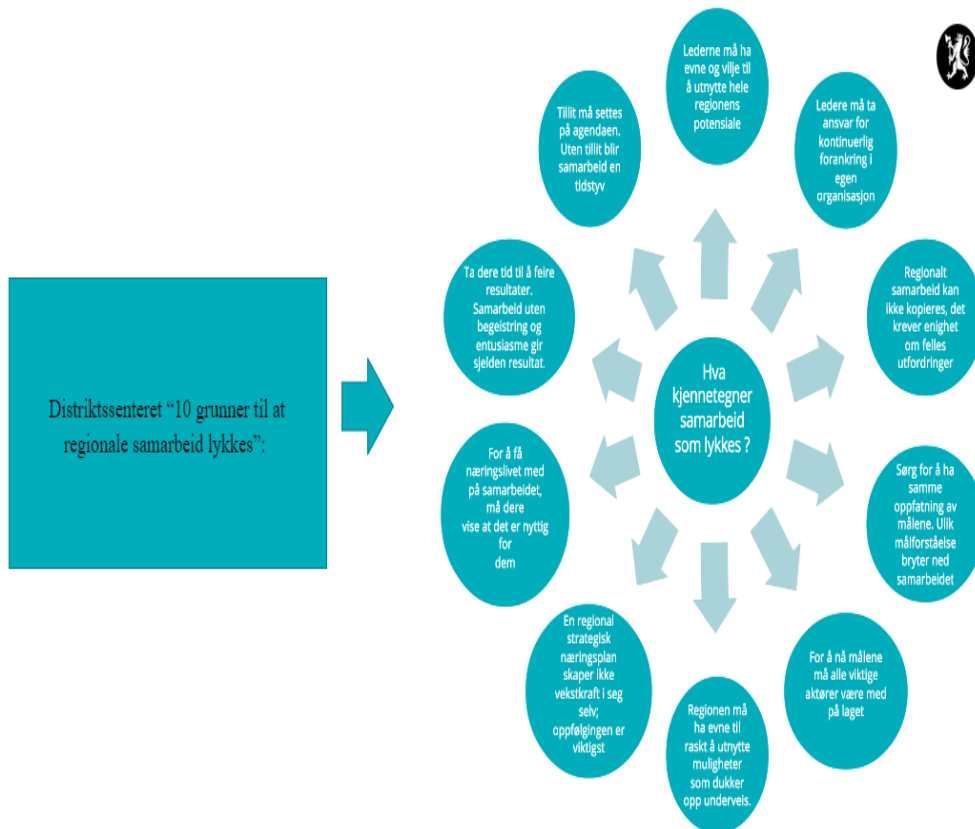 Distriktssenteret “10 grunner til at
regionale samarbeid lykkes”:
Hva
kjennetegner
samarbeid
som lykkes ?
Lederne må ha
evne og vilje til
å utnytte hele
regionens
potensiale
Ledere må ta
ansvar for
kontinuerlig
forankring i
egen
organisasjon
Regionalt
samarbeid kan
ikke kopieres, det
krever enighet
om felles
utfordringer
Sørg for å ha
samme
oppfatning av
målene. Ulik
målforståelse
bryter ned
samarbeidet
For å nå målene
må alle viktige
aktører være med
på laget
Regionen må
ha evne til
raskt å utnytte
muligheter
som dukker
opp underveis.
En regional
strategisk
næringsplan
skaper ikke
vekstkraft i seg
selv;
oppfølgingen er
viktigst
For å få
næringslivet med
på samarbeidet,
må dere
vise at det er nyttig
for
dem
Ta dere tid til å feire
resultater.
Samarbeid uten
begeistring og
entusiasme gir
sjelden resultat.
Tillit må settes
på agendaen.
Uten tillit blir
samarbeid en
tidstyv